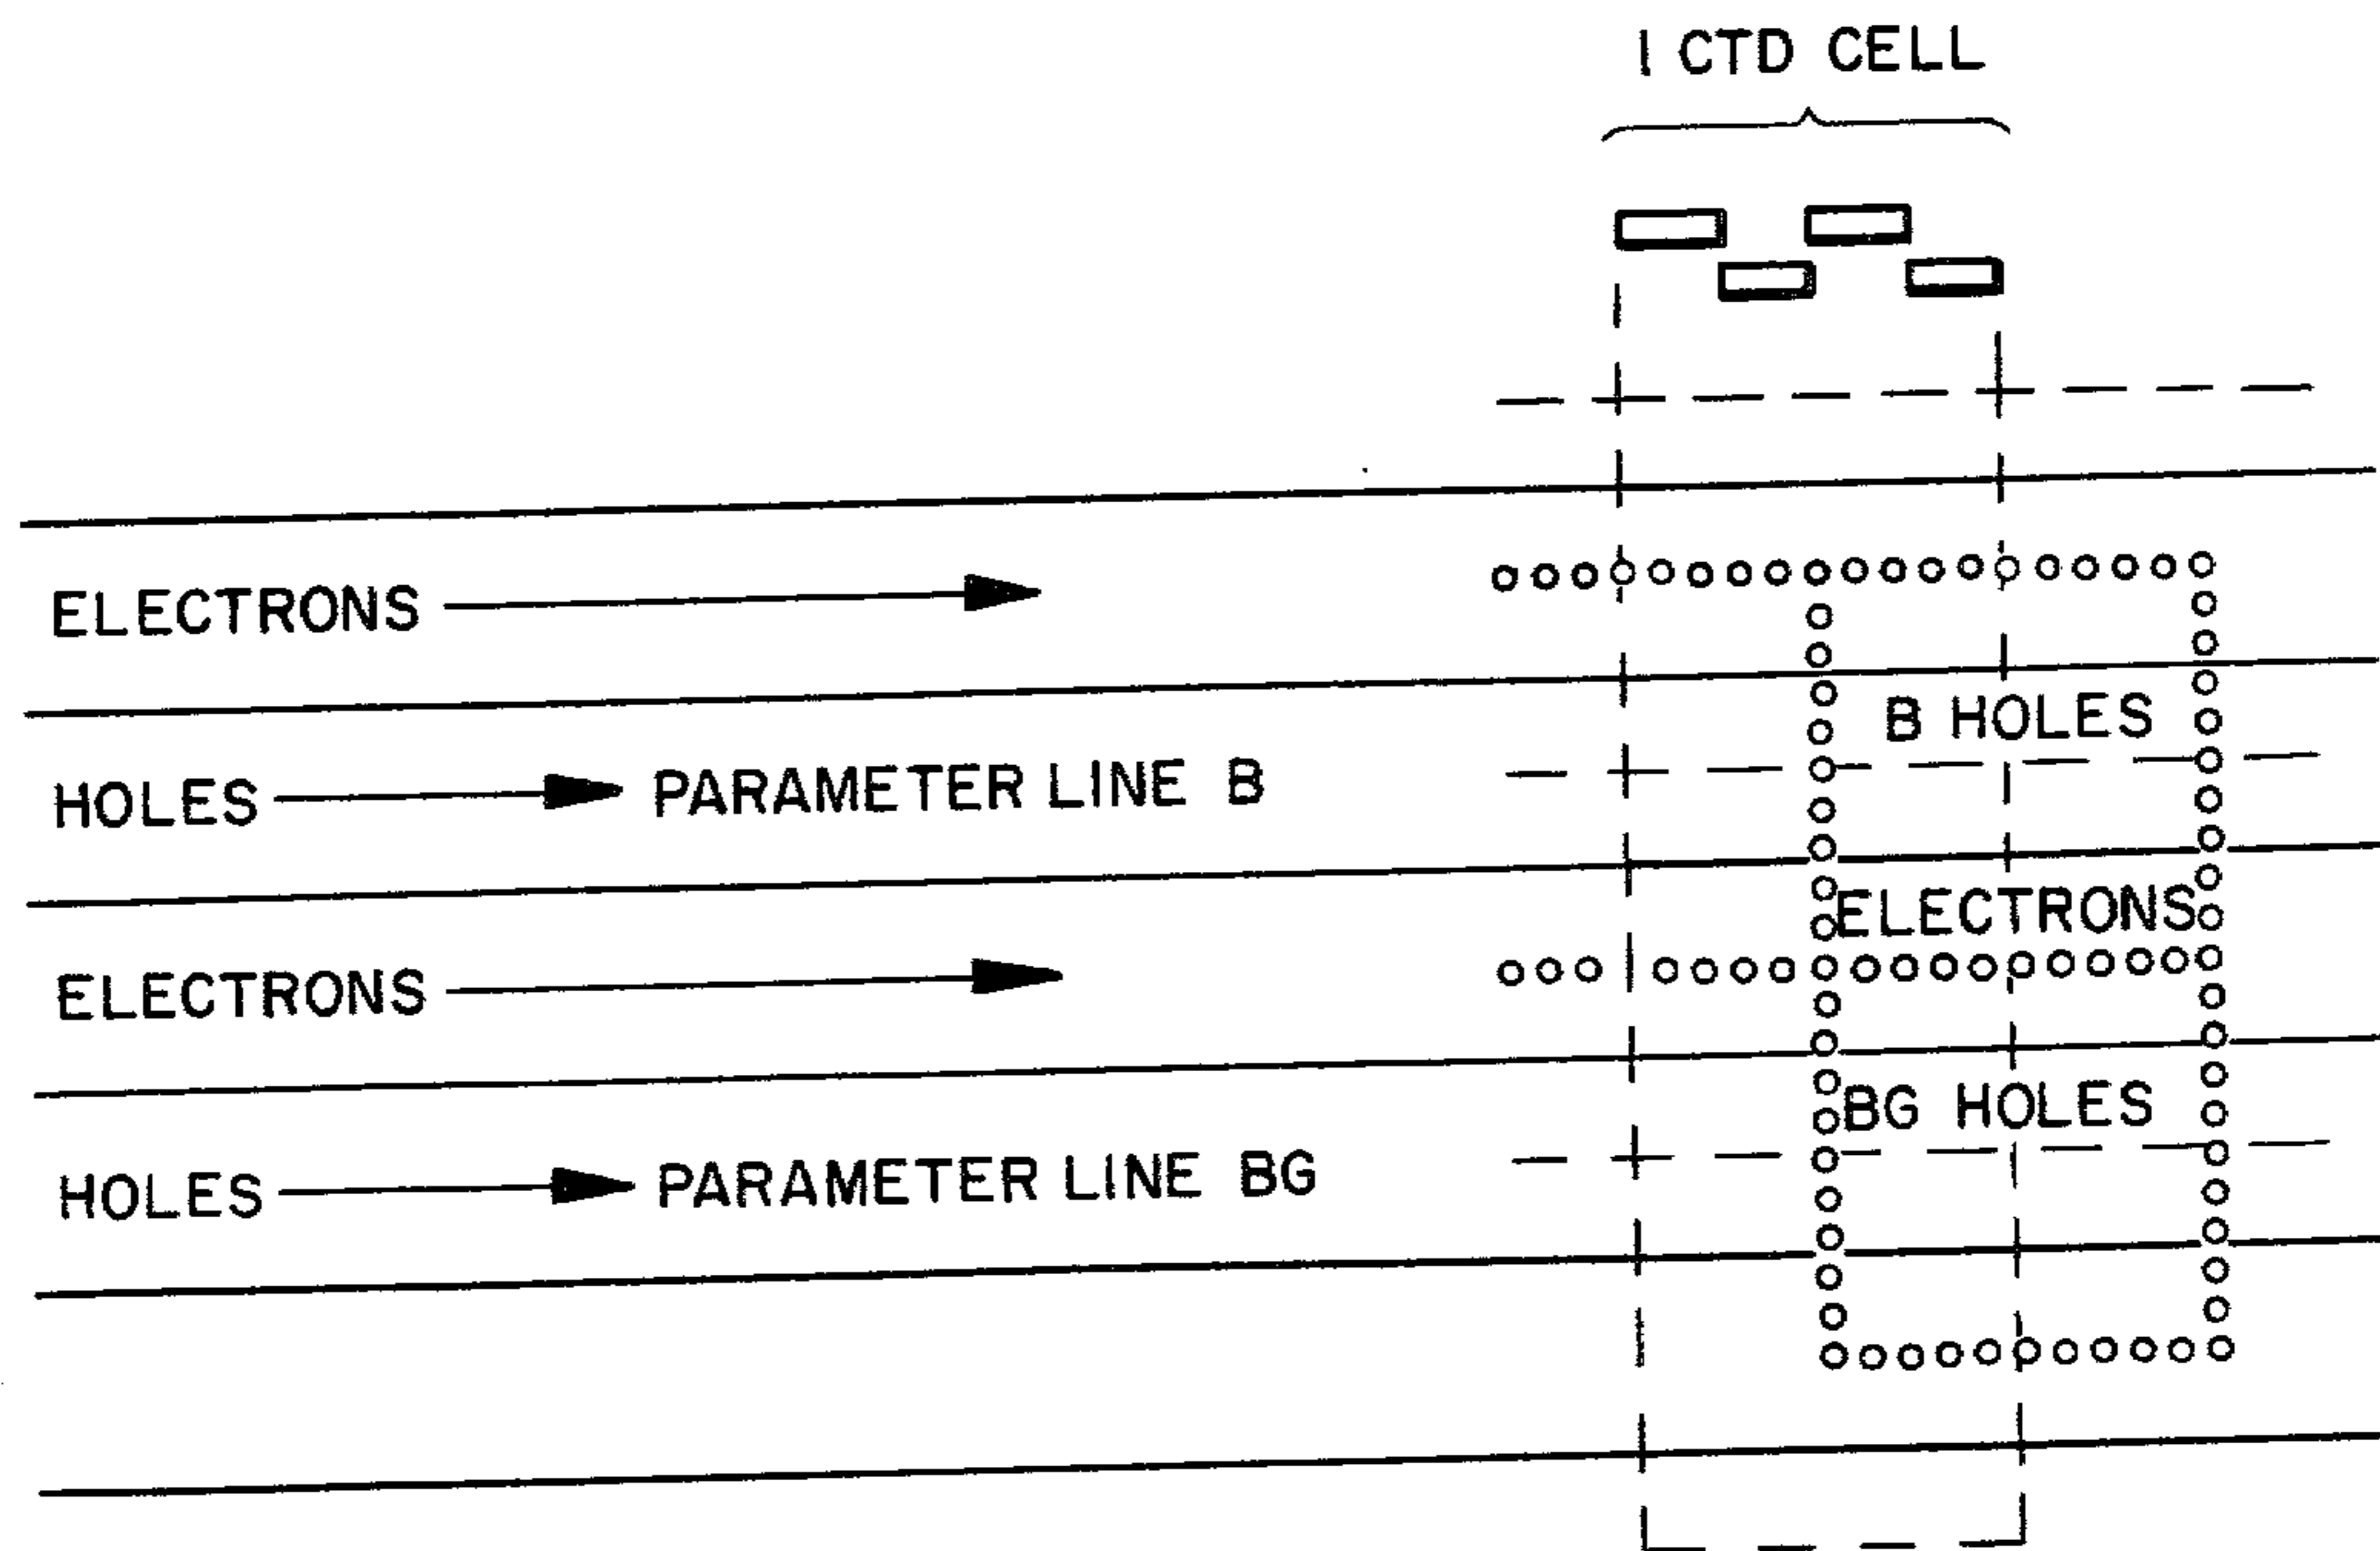 1 CTD CELL
ELECTRONS
B HOLES
HOLES PARAMETER LINE B
ELECTRONS
ELECTRONS
BG HOLES
HOLES PARAMETER LINE BG